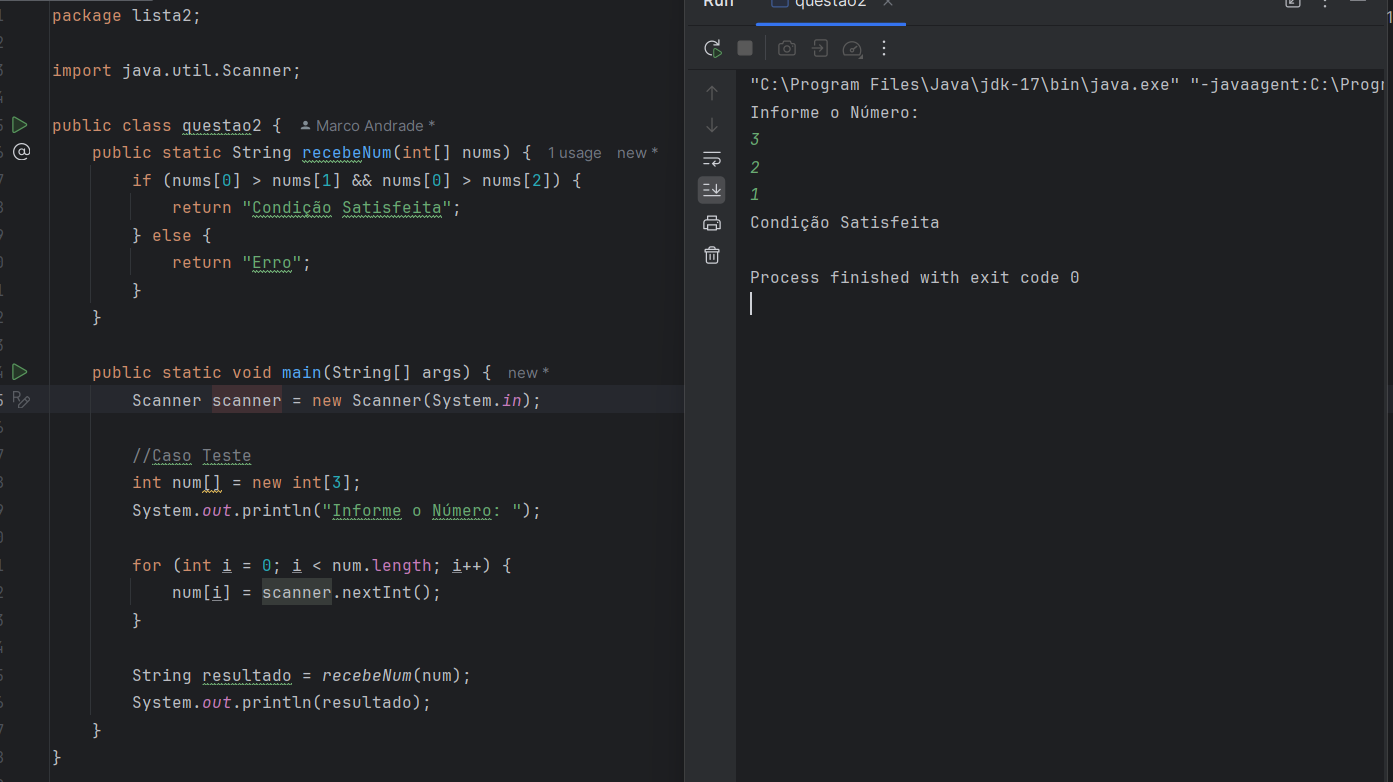 package lista2;
import java.util.Scanner;
public class questao2 { Marco Andrade *
public static String recebeNum(int[] nums) { 1 usage new *
if (nums[0] > nums[1] && nums[0] > nums[2]) {
return "Condição Satisfeita";
} else {
return "Erro";
}
}
public static void main(String[] args) { new *
Scanner scanner = new Scanner(System.in);
//Caso Teste
int num[] = new int[3];
System.out.println("Informe o Número: ");
for (int i = 0; i < num.length; i++) {
num[i] = scanner.nextInt();
}
String resultado = recebeNum(num);
System.out.println(resultado);
}
}
Run questao2
"C:\Program Files\Java\jdk-17\bin\java.exe" "-javaagent:C:\Progr
Informe o Número:
3
2
1
Condição Satisfeita
Process finished with exit code 0